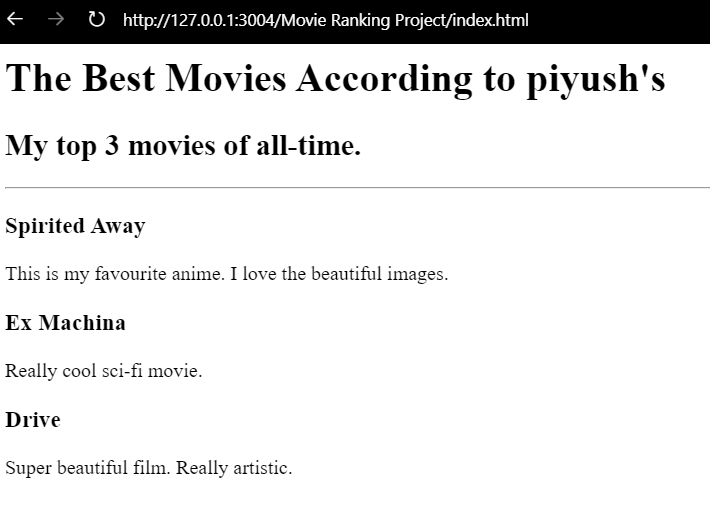 http://127.0.0.1:3004/Movie Ranking Project/index.html
The Best Movies According to piyush's
My top 3 movies of all-time.
Spirited Away
This is my favourite anime. I love the beautiful images.
Ex Machina
Really cool sci-fi movie.
Drive
Super beautiful film. Really artistic.